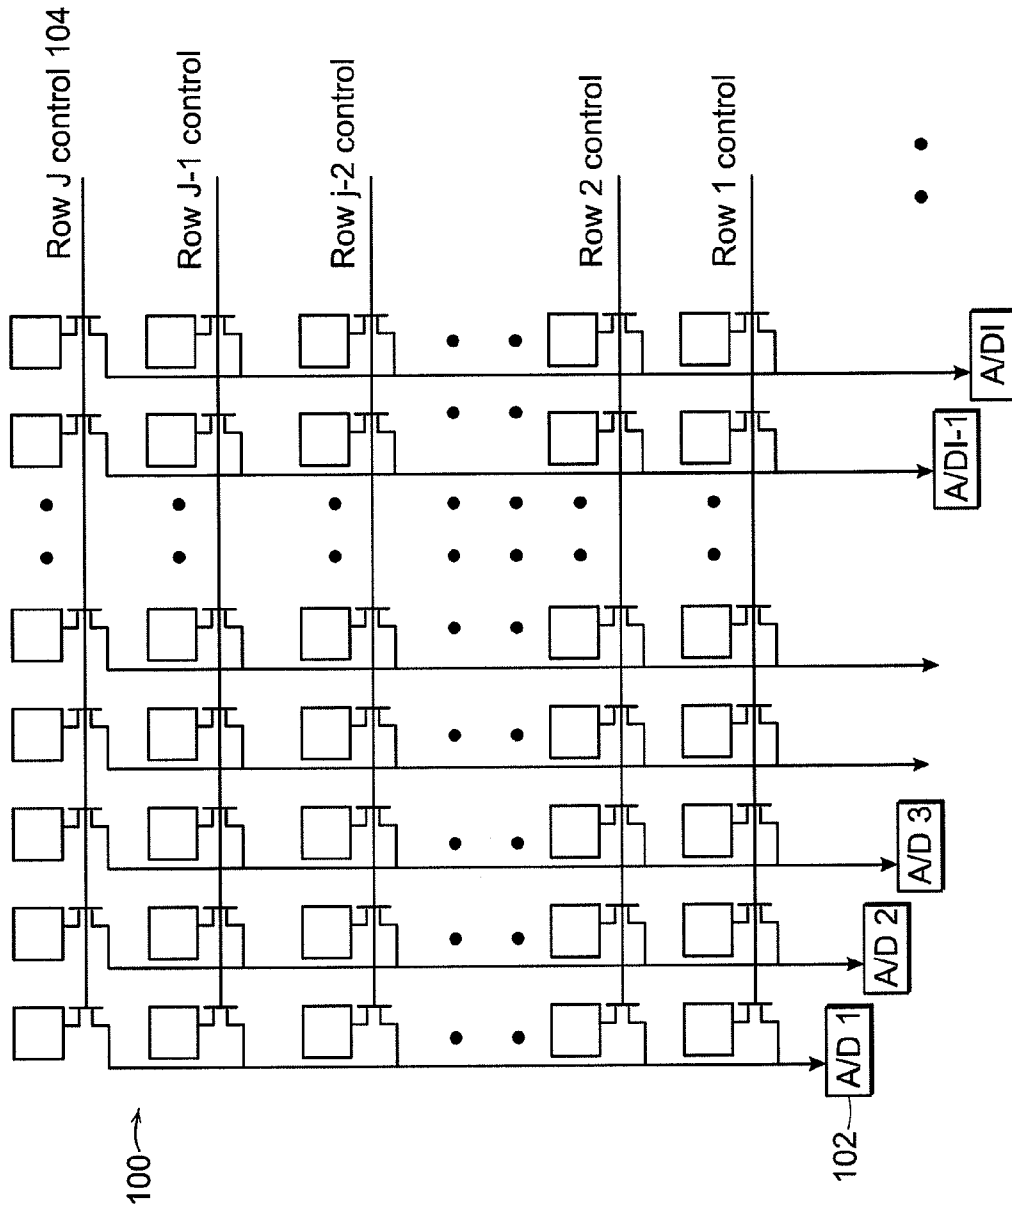 Row J control 104
Row J-1 control
Row j-2 control
Row 2 control
Row 1 control
100
102
A/D 1
A/D 2
A/D 3
A/DI-1
A/DI